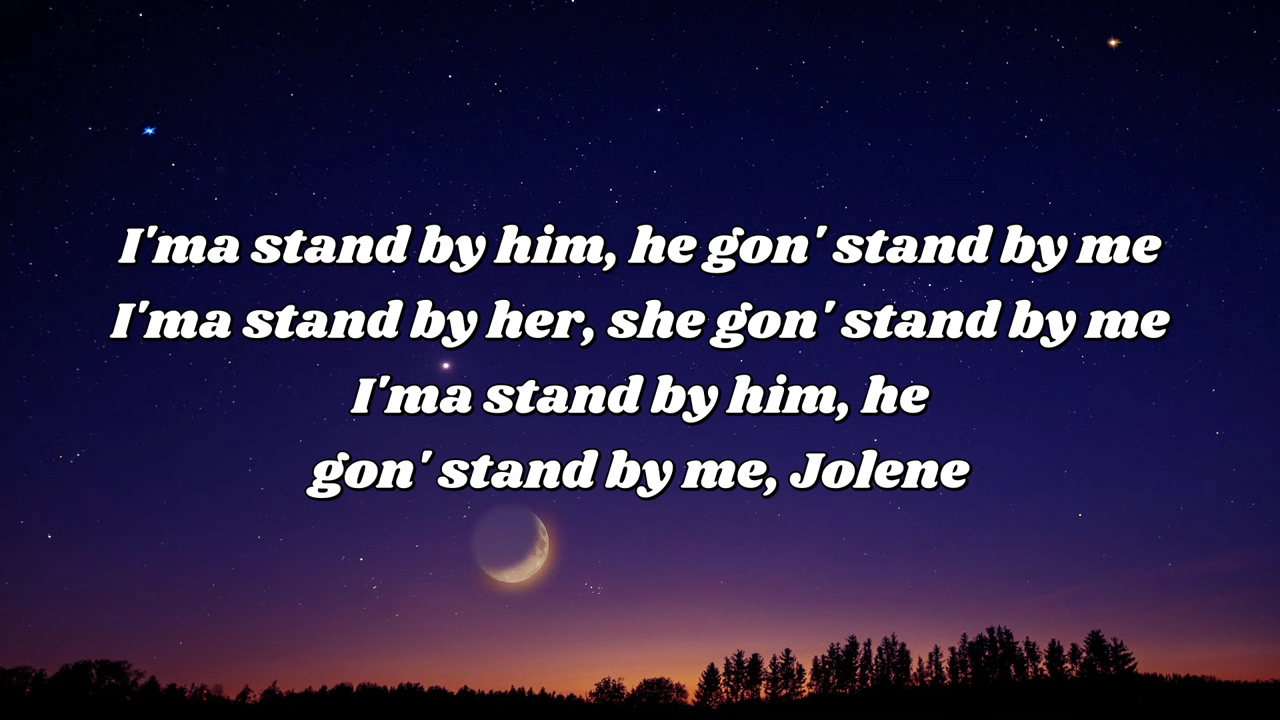 I'ma stand by him, he gon' stand by me
I'ma stand by her, she gon' stand by me
I'ma stand by him, he
gon' stand by me, Jolene